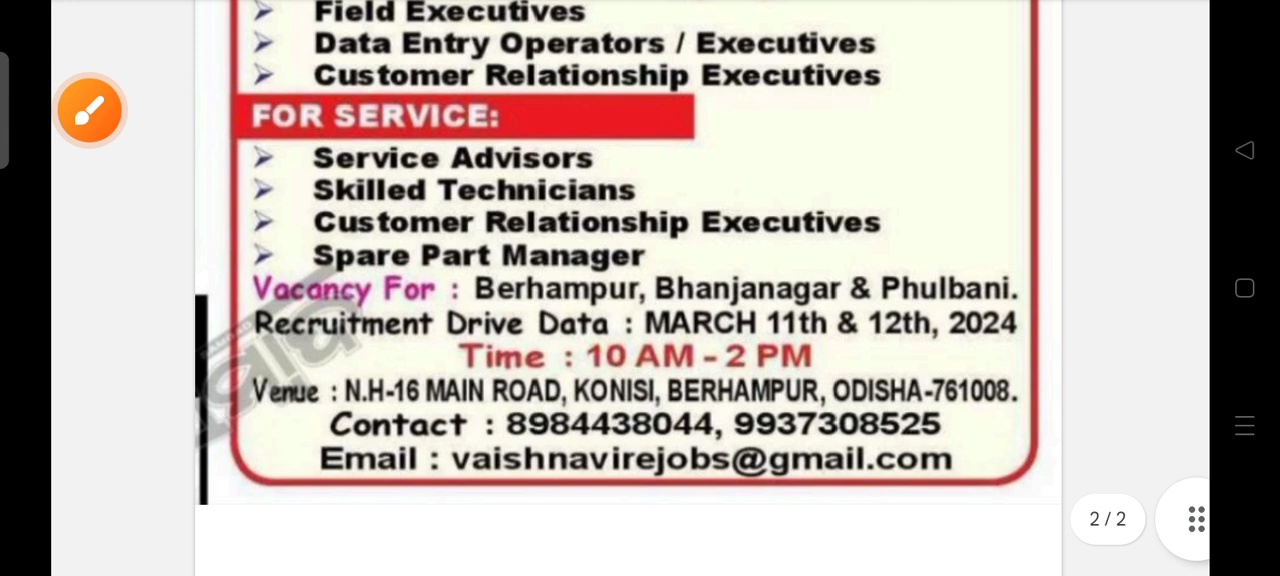 Field Executives
Data Entry Operators / Executives
Customer Relationship Executives
FOR SERVICE:
Service Advisors
Skilled Technicians
Customer Relationship Executives
Spare Part Manager
Vacancy For : Berhampur, Bhanjanagar & Phulbani.
Recruitment Drive Data : MARCH 11th & 12th, 2024
Time : 10 AM - 2 PM
Venue : N.H-16 MAIN ROAD, KONISI, BERHAMPUR, ODISHA-761008.
Contact : 8984438044, 9937308525
Email : vaishnavirejobs@gmail.com
2 / 2